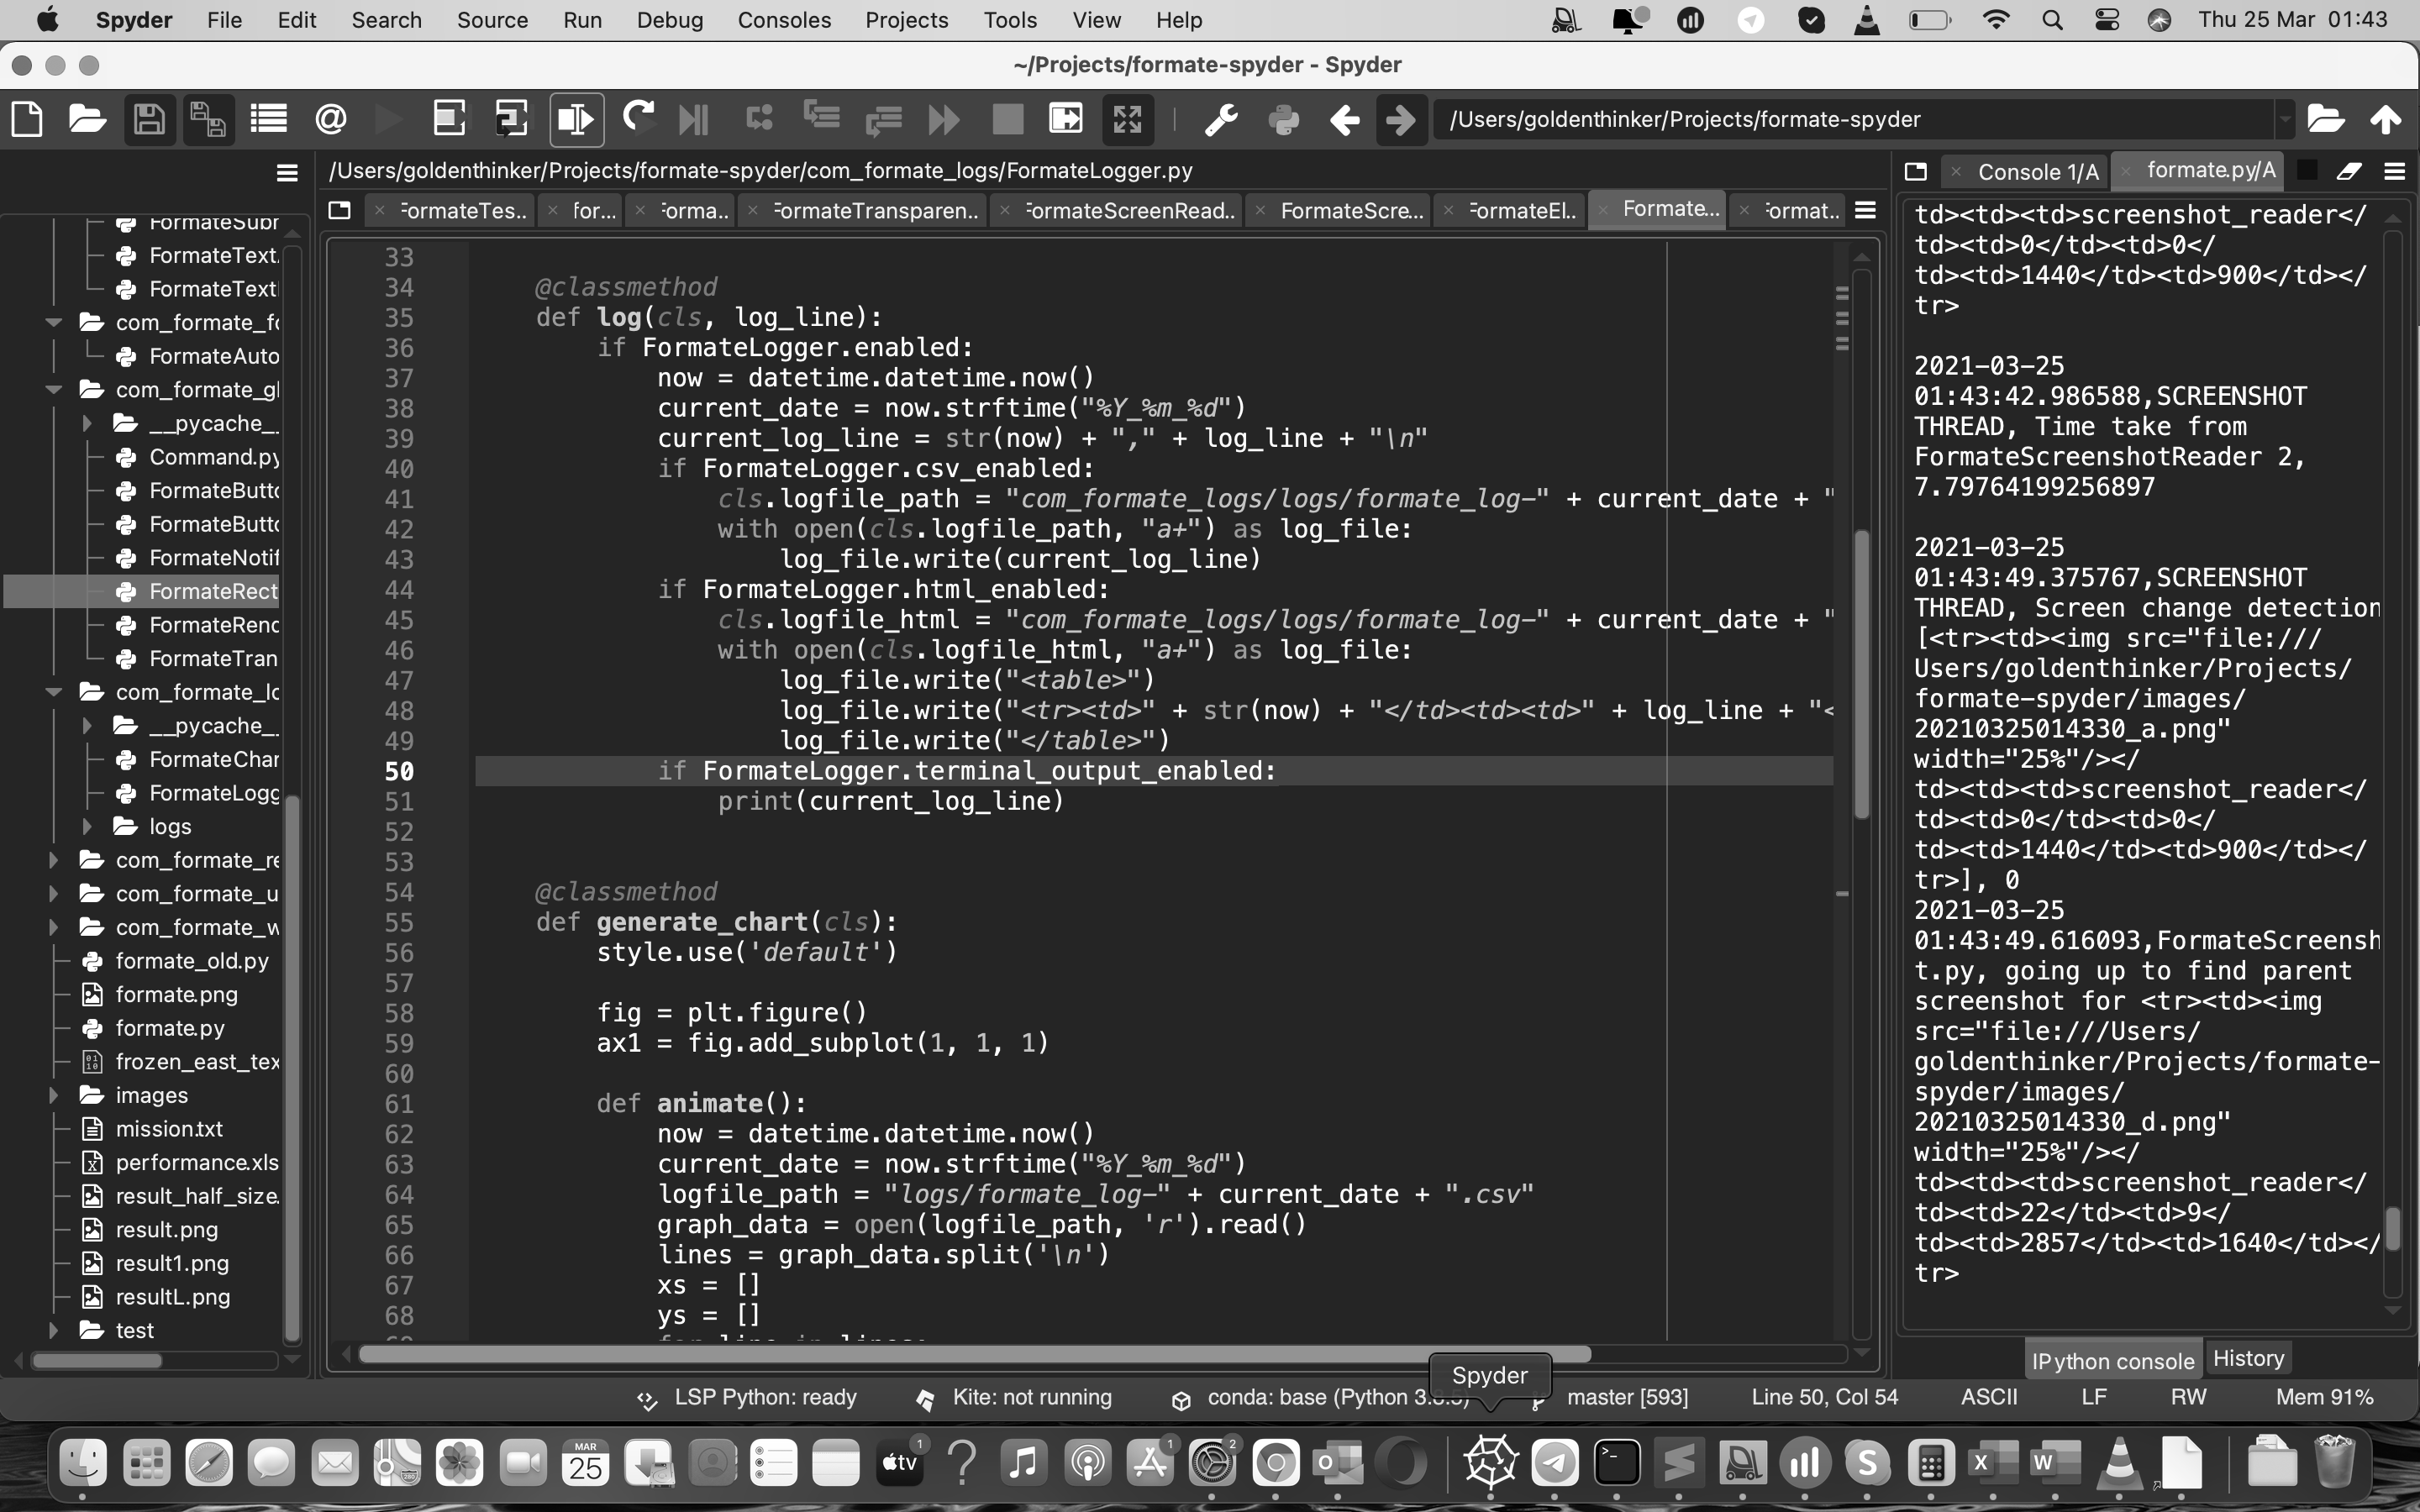 Spyder File Edit Search Source Run Debug Consoles Projects Tools View Help Thu 25 Mar 01:43
~/Projects/formate-spyder - Spyder
/Users/goldenthinker/Projects/formate-spyder
/Users/goldenthinker/Projects/formate-spyder/com_formate_logs/FormateLogger.py
Console 1/A
formate.py/A
FormateTes..
for...
Forma..
FormateTransparen..
FormateScreenRead..
FormateScre...
FormateEl..
Formate...
Format..
FormateSubr
FormateText.
FormateTextI
com_formate_fo
FormateAuto
com_formate_gl
__pycache__
Command.py
FormateButto
FormateButto
FormateNotif
FormateRect
FormateRend
FormateTran
com_formate_lo
__pycache__
FormateChar
FormateLogg
logs
com_formate_re
com_formate_u
com_formate_w
formate_old.py
formate.png
formate.py
frozen_east_tex
images
mission.txt
performance.xls
result_half_size.
result.png
result1.png
resultL.png
test
33
34 @classmethod
35 def log(cls, log_line):
36 if FormateLogger.enabled:
37 now = datetime.datetime.now()
38 current_date = now.strftime("%Y_%m_%d")
39 current_log_line = str(now) + "," + log_line + "\n"
40 if FormateLogger.csv_enabled:
41 cls.logfile_path = "com_formate_logs/logs/formate_log-" + current_date + "
42 with open(cls.logfile_path, "a+") as log_file:
43 log_file.write(current_log_line)
44 if FormateLogger.html_enabled:
45 cls.logfile_html = "com_formate_logs/logs/formate_log-" + current_date + "
46 with open(cls.logfile_html, "a+") as log_file:
47 log_file.write("<table>")
48 log_file.write("<tr><td>" + str(now) + "</td><td><td>" + log_line + "<
49 log_file.write("</table>")
50 if FormateLogger.terminal_output_enabled:
51 print(current_log_line)
52
53
54 @classmethod
55 def generate_chart(cls):
56 style.use('default')
57
58 fig = plt.figure()
59 ax1 = fig.add_subplot(1, 1, 1)
60
61 def animate():
62 now = datetime.datetime.now()
63 current_date = now.strftime("%Y_%m_%d")
64 logfile_path = "logs/formate_log-" + current_date + ".csv"
65 graph_data = open(logfile_path, 'r').read()
66 lines = graph_data.split('\n')
67 xs = []
68 ys = []
td><td><td>screenshot_reader</
td><td>0</td><td>0</
td><td>1440</td><td>900</td></
tr>
2021-03-25
01:43:42.986588,SCREENSHOT
THREAD, Time take from
FormateScreenshotReader 2,
7.79764199256897
2021-03-25
01:43:49.375767,SCREENSHOT
THREAD, Screen change detection
[<tr><td><img src="file:///
Users/goldenthinker/Projects/
formate-spyder/images/
20210325014330_a.png"
width="25%"/></
td><td><td>screenshot_reader</
td><td>0</td><td>0</
td><td>1440</td><td>900</td></
tr>], 0
2021-03-25
01:43:49.616093,FormateScreensh
t.py, going up to find parent
screenshot for <tr><td><img
src="file:///Users/
goldenthinker/Projects/formate-
spyder/images/
20210325014330_d.png"
width="25%"/></
td><td><td>screenshot_reader</
td><td>22</td><td>9</
td><td>2857</td><td>1640</td></
tr>
IPython console
History
Spyder
LSP Python: ready
Kite: not running
conda: base (Python 3.8.5)
master [593]
Line 50, Col 54
ASCII
LF
RW
Mem 91%
MAR
25
tv
1
1
2